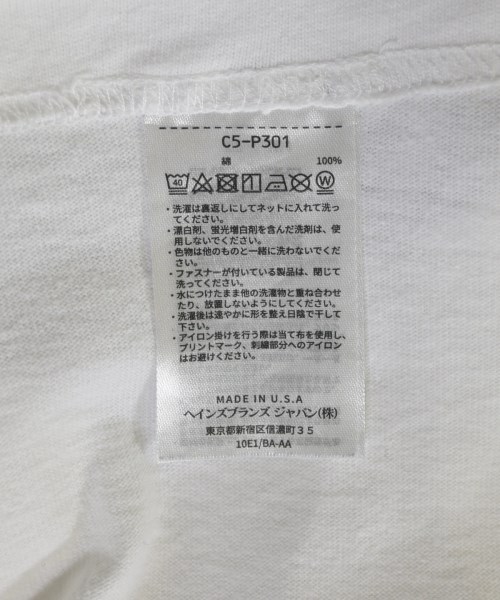 C5-P301
綿 100%
40
・洗濯は裏返しにしてネットに入れて洗っ
てください。
・漂白剤、蛍光増白剤を含んだ洗剤は、使
用しないでください。
・色物は他のものと一緒に洗わないでくだ
さい。
・ファスナーが付いている製品は、閉じて
洗ってください。
・水につけたまま他の洗濯物と重ね合わせ
たり、放置しないようにしてください。
・洗濯後は速やかに形を整え日陰で干して
下さい。
・アイロン掛けを行う際は当て布を使用し、
プリントマーク、刺繍部分へのアイロン
はお避けください。
MADE IN U.S.A
ヘインズブランズ ジャパン(株)
東京都新宿区信濃町３５
10E1/BA-AA